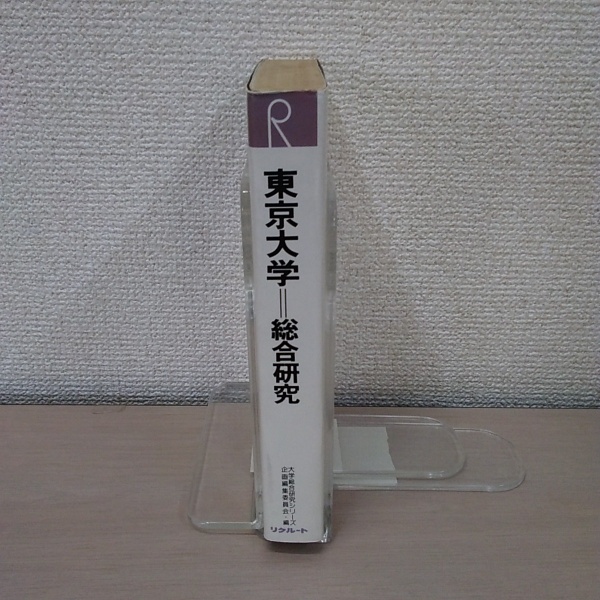 R
東京大学=総合研究
大学総合研究シリーズ
企画編集委員会・編
リクルート